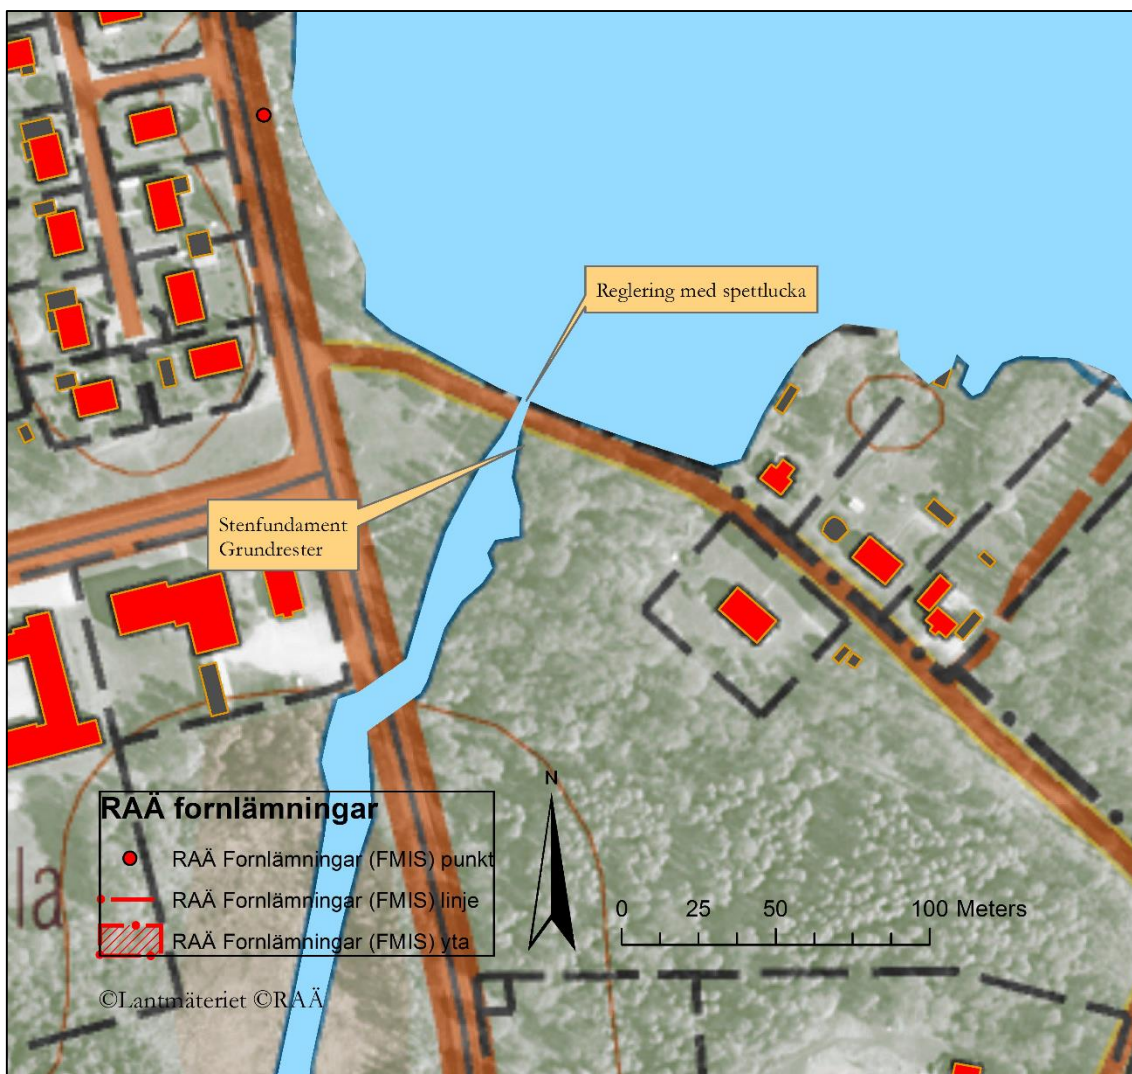 Reglering med spettlucka
Stenfundament
Grundrester
N
RAÄ fornlämningar
RAÄ Fornlämningar (FMIS) punkt
RAÄ Fornlämningar (FMIS) linje
RAÄ Fornlämningar (FMIS) yta
0 25 50 100 Meters
la
©Lantmäteriet ©RAÄ